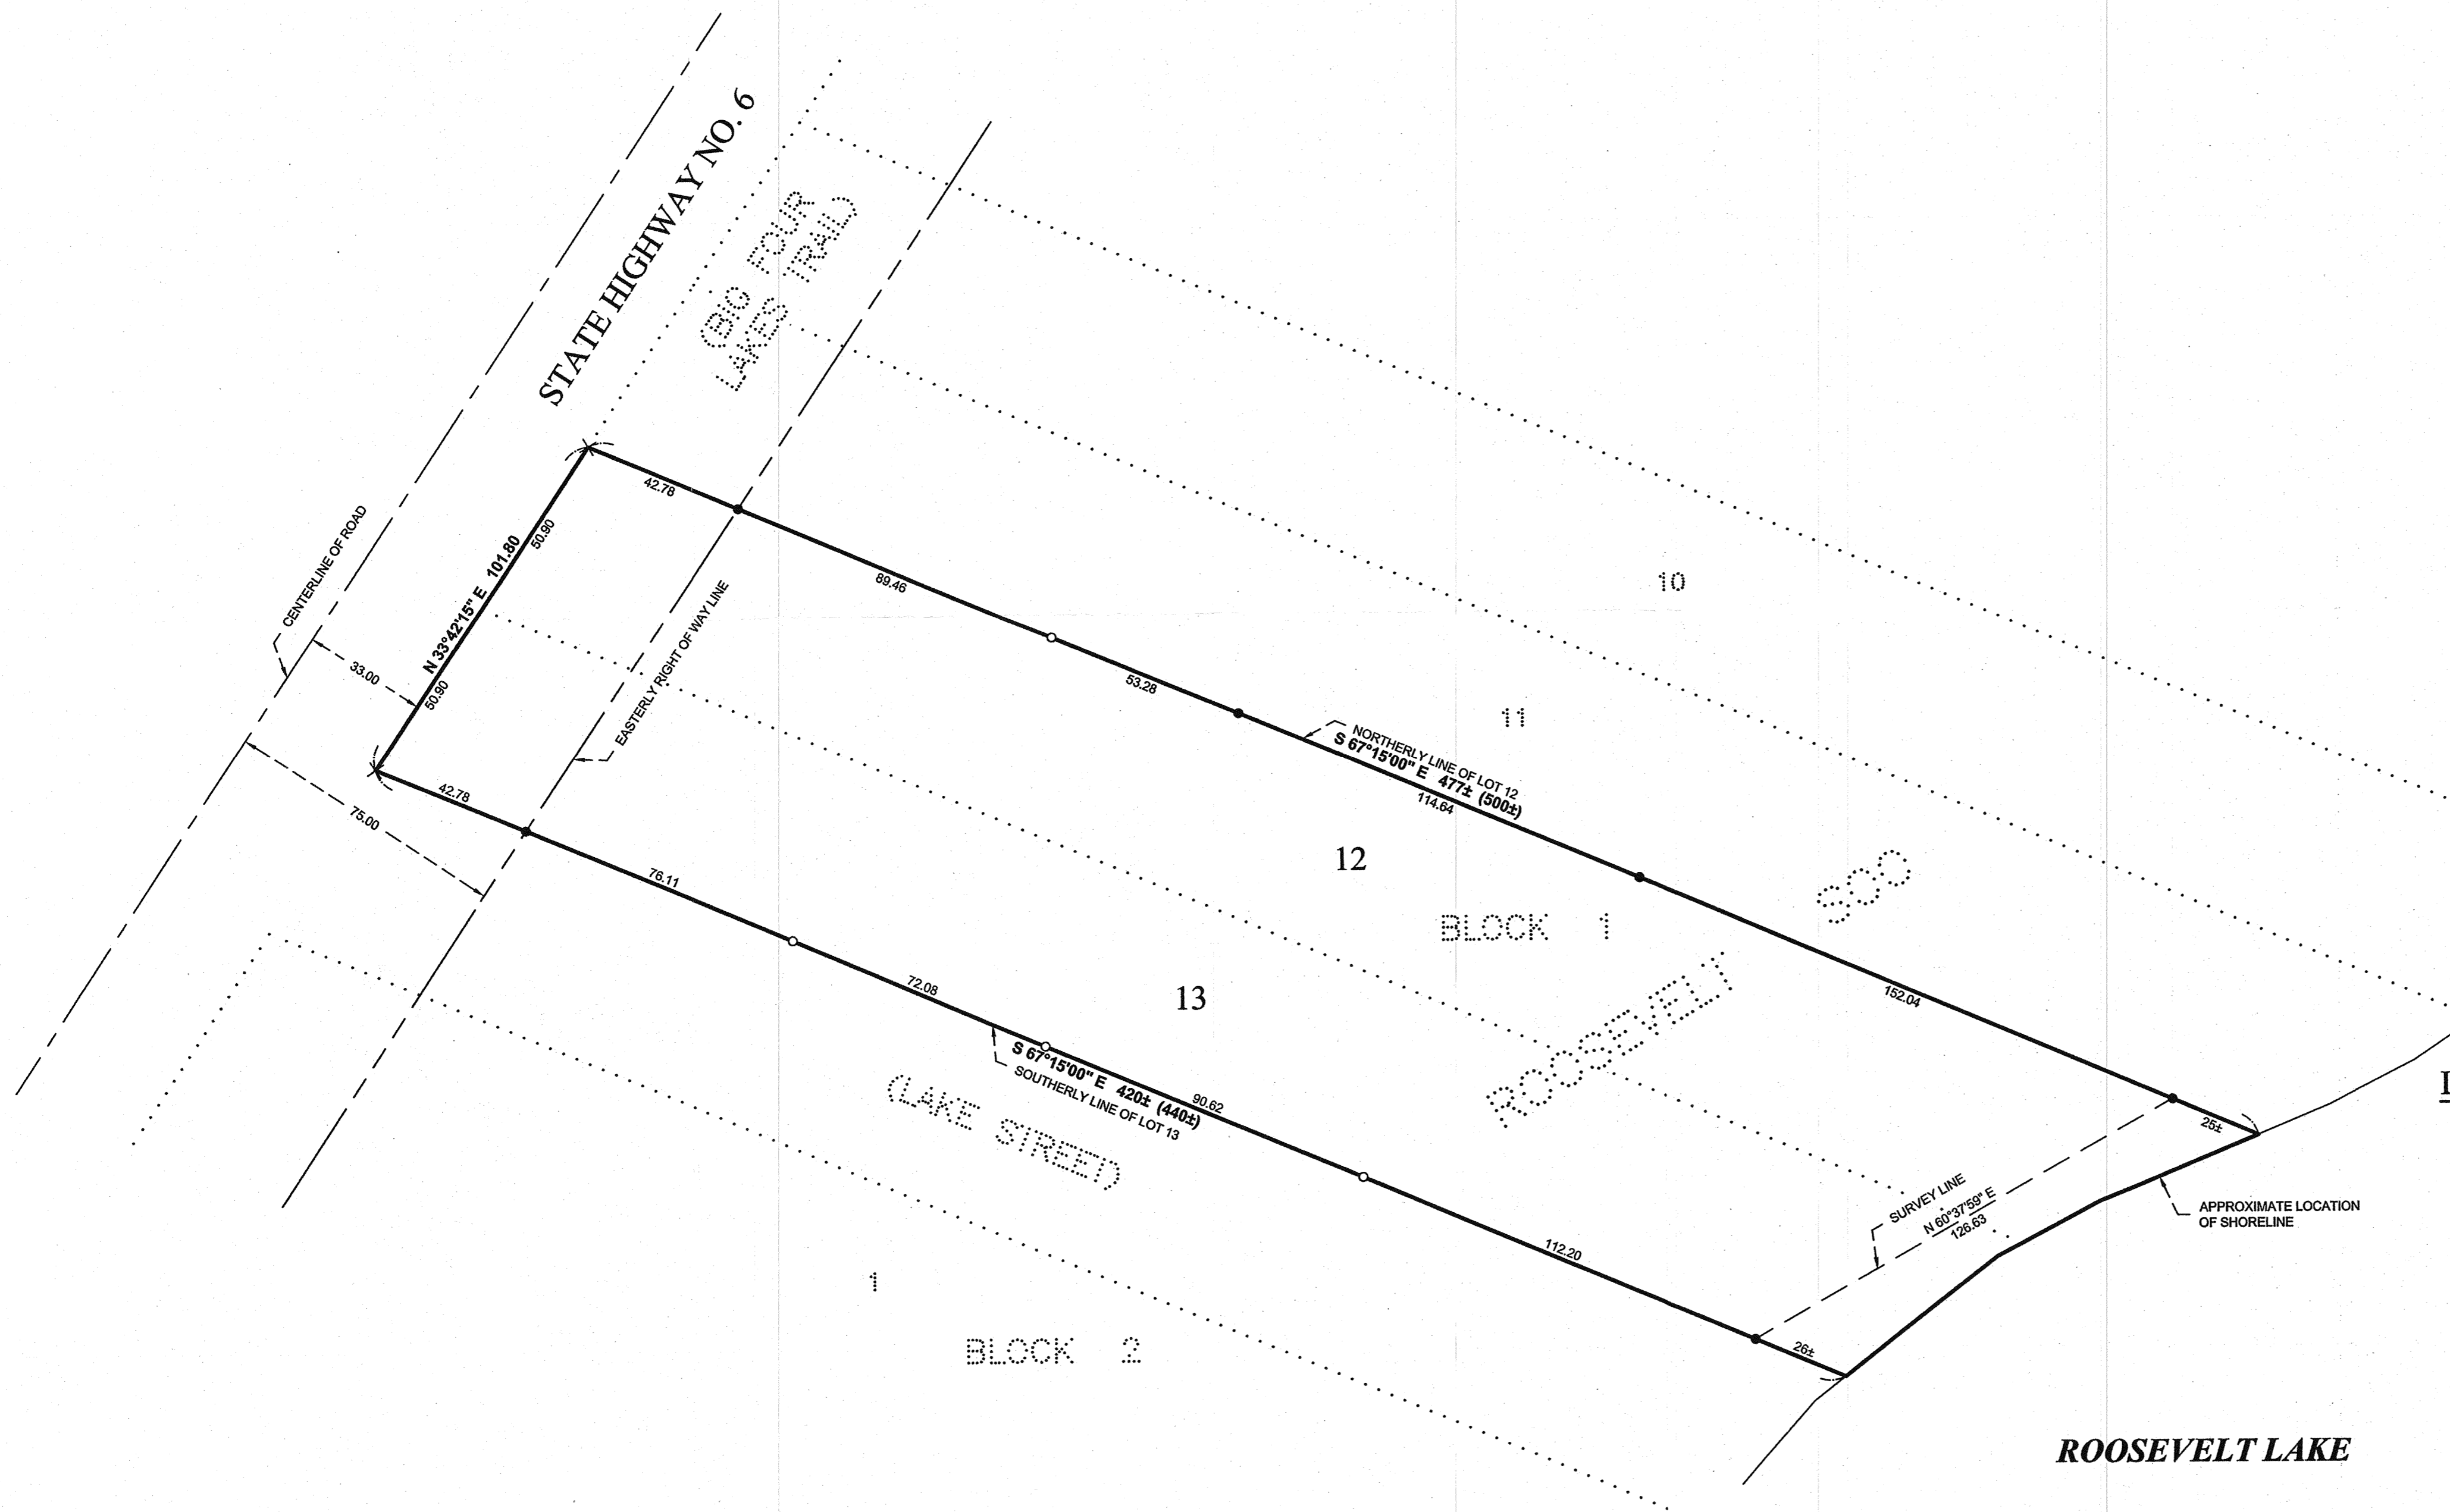 STATE HIGHWAY NO. 6
(BIG FOUR
LAKES TRAIL)
CENTERLINE OF ROAD
N 33°42'15" E 101.80
50.90
50.90
33.00
75.00
EASTERLY RIGHT OF WAY LINE
42.78
89.46
53.28
NORTHERLY LINE OF LOT 12
S 67°15'00" E 477± (500±)
114.64
152.04
25±
10
11
12
13
BLOCK 1
SOO
ROOSEVELT
42.78
76.11
72.08
S 67°15'00" E 420± (440±)
SOUTHERLY LINE OF LOT 13
90.62
112.20
26±
(LAKE STREET)
1
BLOCK 2
SURVEY LINE
N 60°37'59" E
126.63
APPROXIMATE LOCATION
OF SHORELINE
ROOSEVELT LAKE